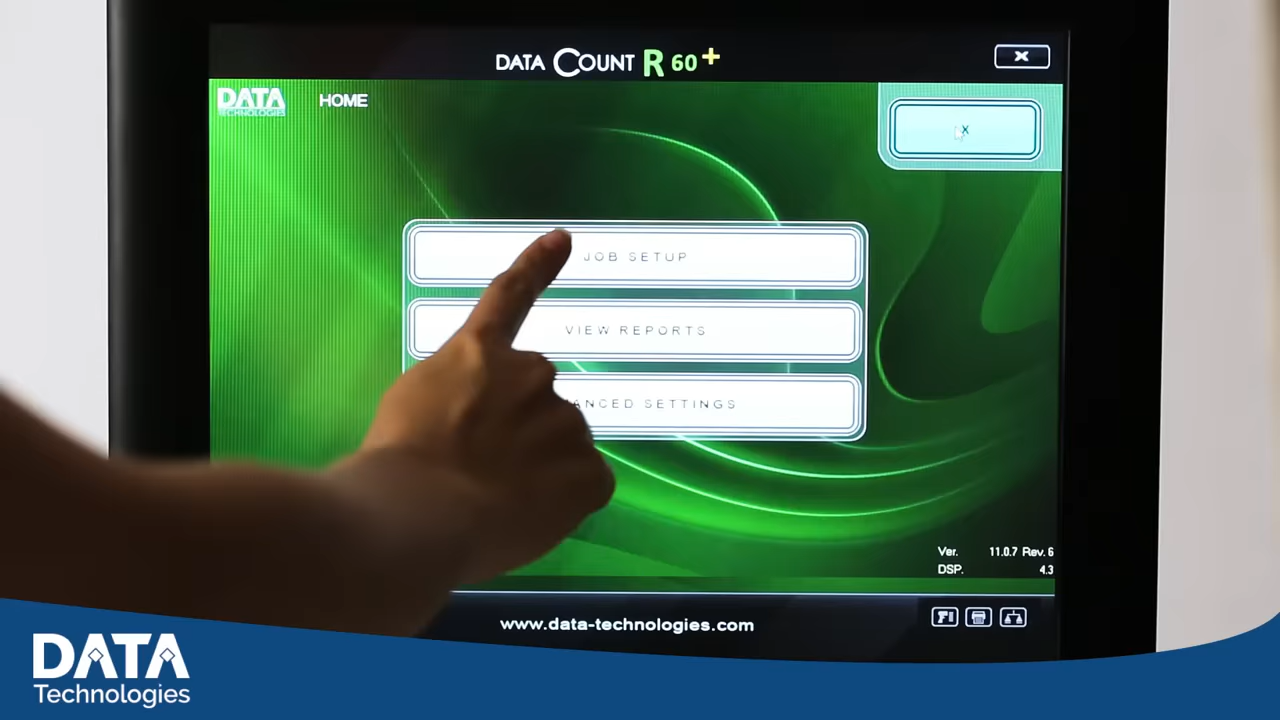 DATA COUNT R 60+
X
DATA
TECHNOLOGIES
HOME
X
JOB SETUP
VIEW REPORTS
ANCED SETTINGS
Ver. 11.0.7 Rev. 6
DSP. 4.3
www.data-technologies.com
DATA
Technologies